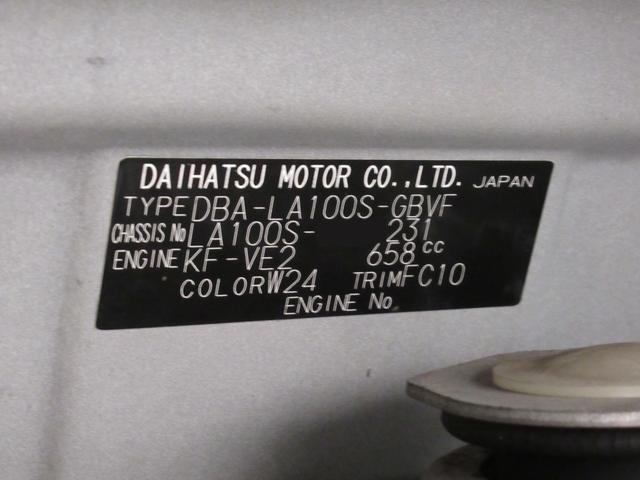 DAIHATSU MOTOR CO.,LTD. JAPAN
TYPE DBA-LA100S-GBVF
CHASSIS No LA100S- 231
ENGINE KF-VE2 658 cc
COLOR W24 TRIM FC10
ENGINE No